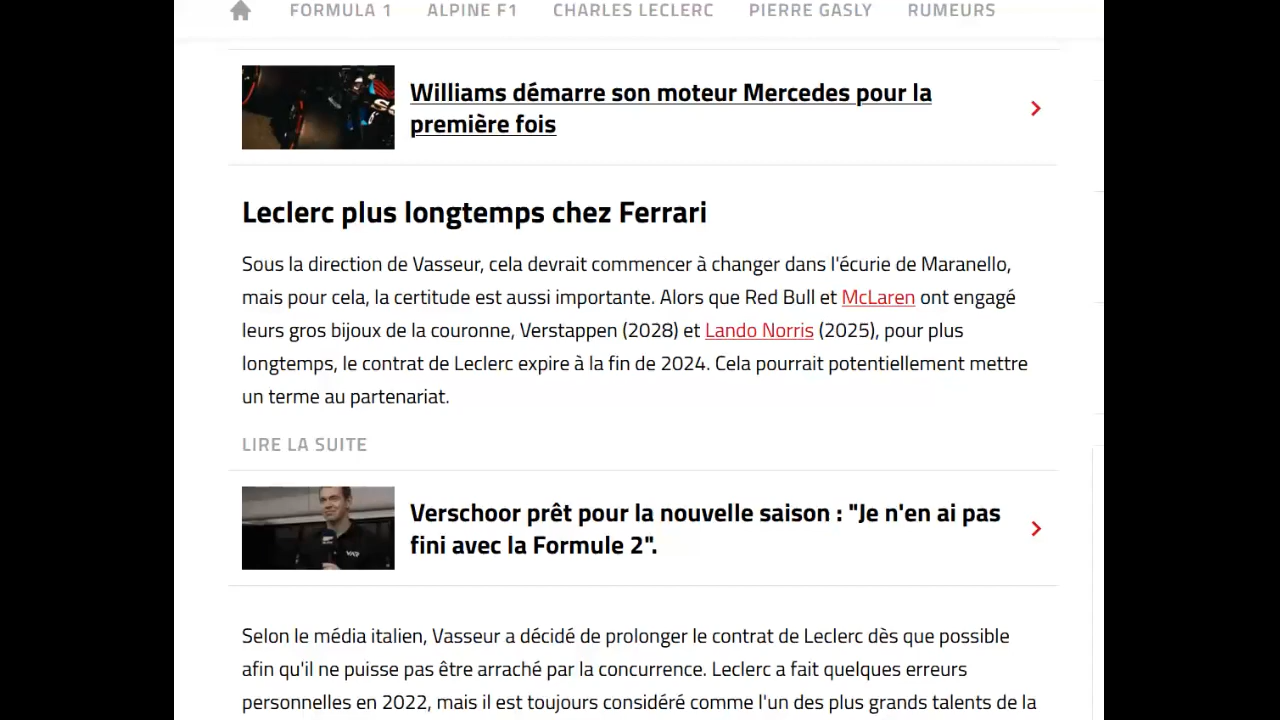 FORMULA 1 ALPINE F1 CHARLES LECLERC PIERRE GASLY RUMEURS
Williams démarre son moteur Mercedes pour la
première fois
Leclerc plus longtemps chez Ferrari
Sous la direction de Vasseur, cela devrait commencer à changer dans l'écurie de Maranello,
mais pour cela, la certitude est aussi importante. Alors que Red Bull et McLaren ont engagé
leurs gros bijoux de la couronne, Verstappen (2028) et Lando Norris (2025), pour plus
longtemps, le contrat de Leclerc expire à la fin de 2024. Cela pourrait potentiellement mettre
un terme au partenariat.
LIRE LA SUITE
Verschoor prêt pour la nouvelle saison : "Je n'en ai pas
fini avec la Formule 2".
Selon le média italien, Vasseur a décidé de prolonger le contrat de Leclerc dès que possible
afin qu'il ne puisse pas être arraché par la concurrence. Leclerc a fait quelques erreurs
personnelles en 2022, mais il est toujours considéré comme l'un des plus grands talents de la